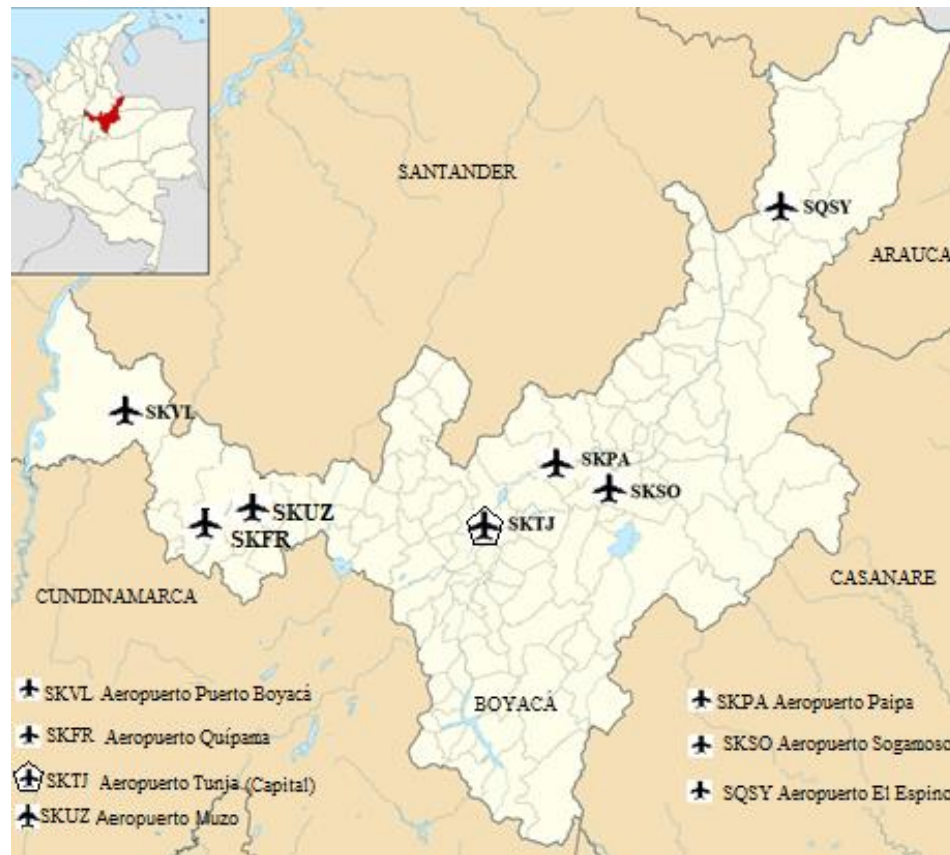 SANTANDER
SQSY
ARAUCA
SKVL
SKPA
SKSO
SKUZ
SKFR
SKTJ
CASANARE
CUNDINAMARCA
BOYACÁ
SKVL Aeropuerto Puerto Boyacá
SKFR Aeropuerto Quípama
SKTJ Aeropuerto Tunja (Capital)
SKUZ Aeropuerto Muzo
SKPA Aeropuerto Paipa
SKSO Aeropuerto Sogamoso
SQSY Aeropuerto El Espino